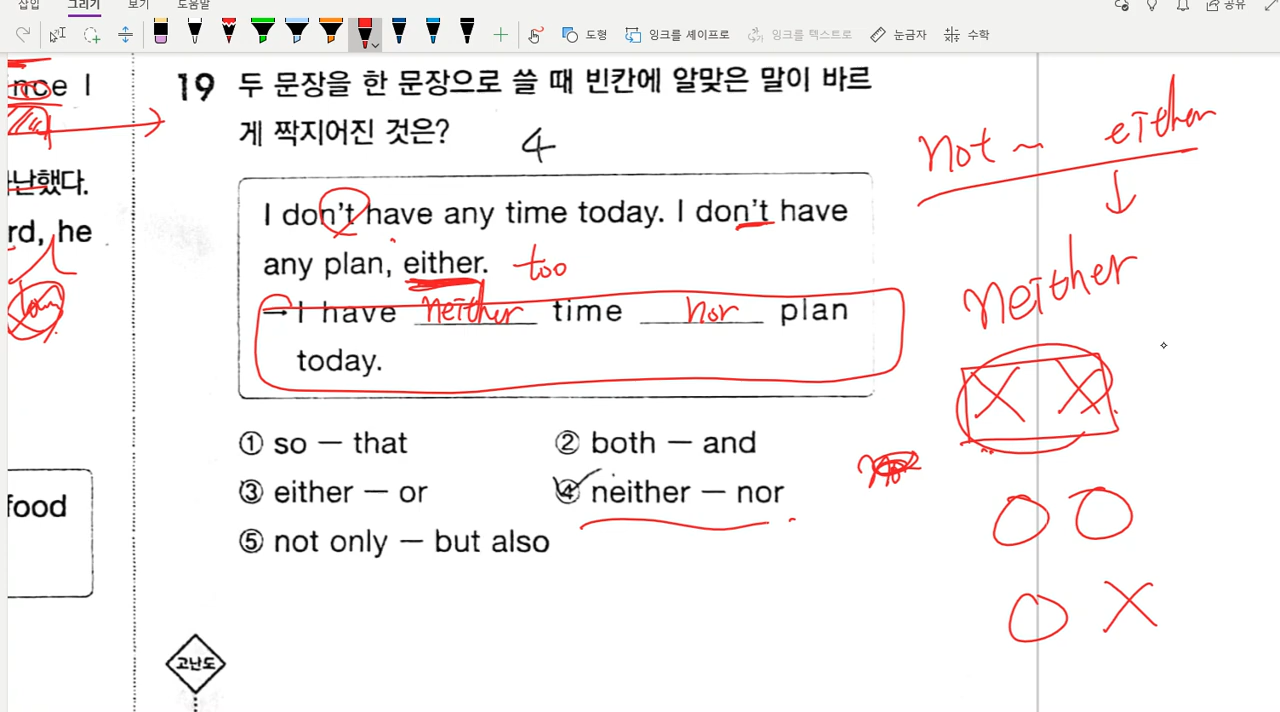 삽입 그리기 보기 도움말
공유
도형 잉크를 셰이프로 잉크를 텍스트로 눈금자 수학
nce I
난했다.
rd, he
food
19 두 문장을 한 문장으로 쓸 때 빈칸에 알맞은 말이 바르
게 짝지어진 것은?
4
I don't have any time today. I don't have
any plan, either. too
→ I have neither time nor plan
today.
① so – that ② both – and
③ either – or ④ neither – nor
⑤ not only – but also
고난도
not ~ either
neither